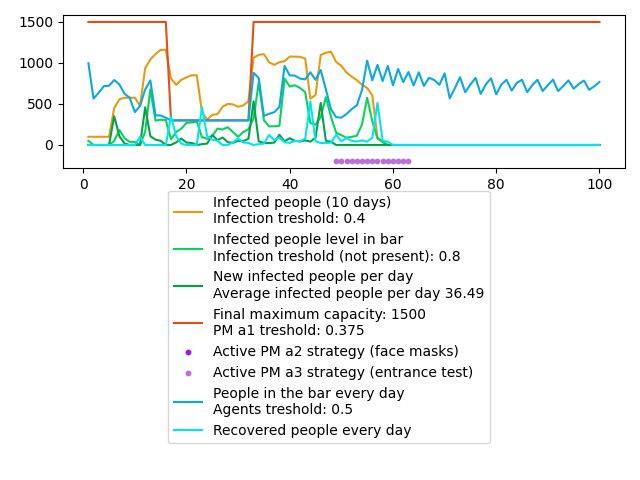 1500
1000
500
0
0
20
40
60
80
100
Infected people (10 days)
Infection treshold: 0.4
Infected people level in bar
Infection treshold (not present): 0.8
New infected people per day
Average infected people per day 36.49
Final maximum capacity: 1500
PM a1 treshold: 0.375
Active PM a2 strategy (face masks)
Active PM a3 strategy (entrance test)
People in the bar every day
Agents treshold: 0.5
Recovered people every day